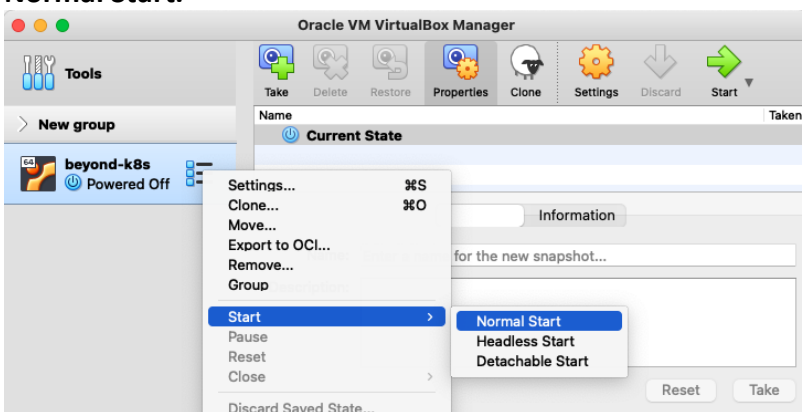 Normal Start.
Oracle VM VirtualBox Manager
Tools
Take Delete Restore Properties Clone Settings Discard Start
New group
Name Taken
Current State
64
beyond-k8s
Powered Off
Settings... ⌘S
Clone... ⌘O
Move...
Export to OCI...
Remove...
Group
Information
for the new snapshot...
Start
Pause
Reset
Close
Discard Saved State...
Normal Start
Headless Start
Detachable Start
Reset Take